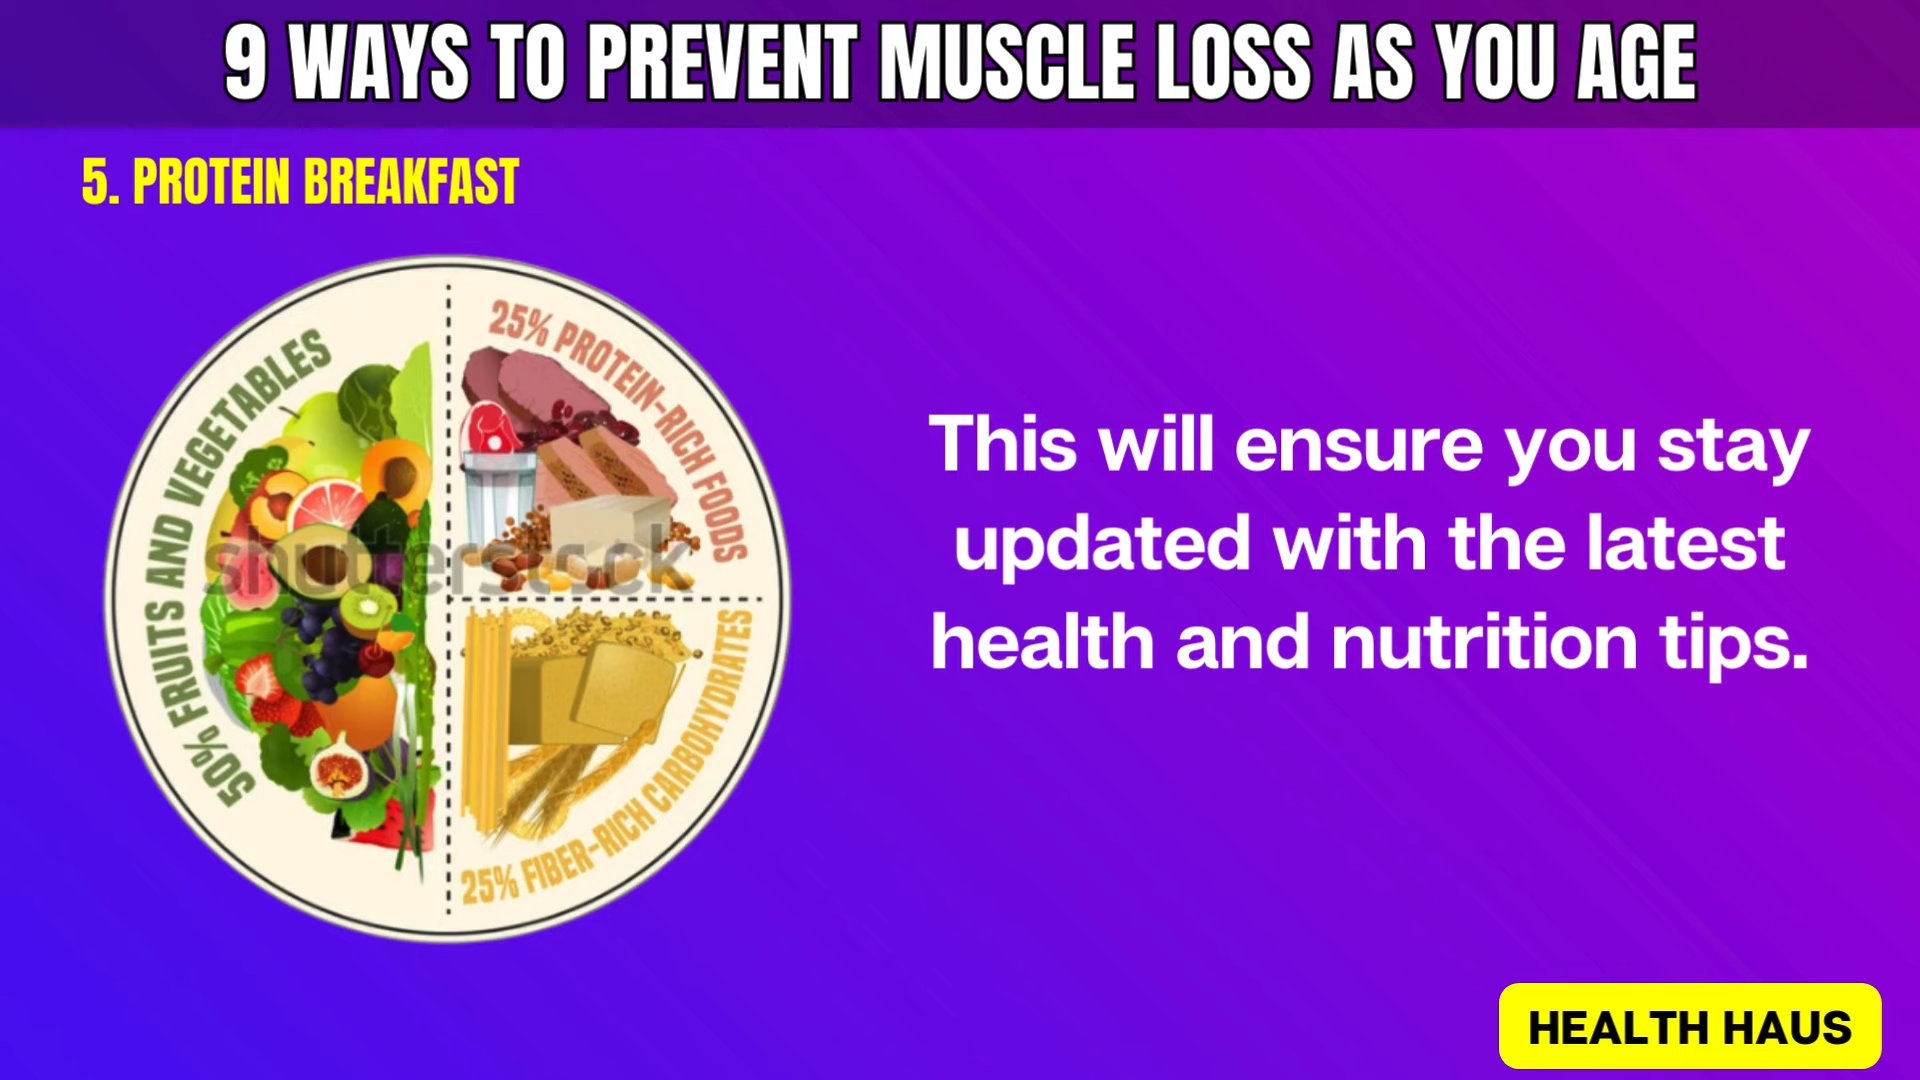 9 WAYS TO PREVENT MUSCLE LOSS AS YOU AGE
5. PROTEIN BREAKFAST
50% FRUITS AND VEGETABLES
25% PROTEIN-RICH FOODS
25% FIBER-RICH CARBOHYDRATES
shutterstock
This will ensure you stay
updated with the latest
health and nutrition tips.
HEALTH HAUS